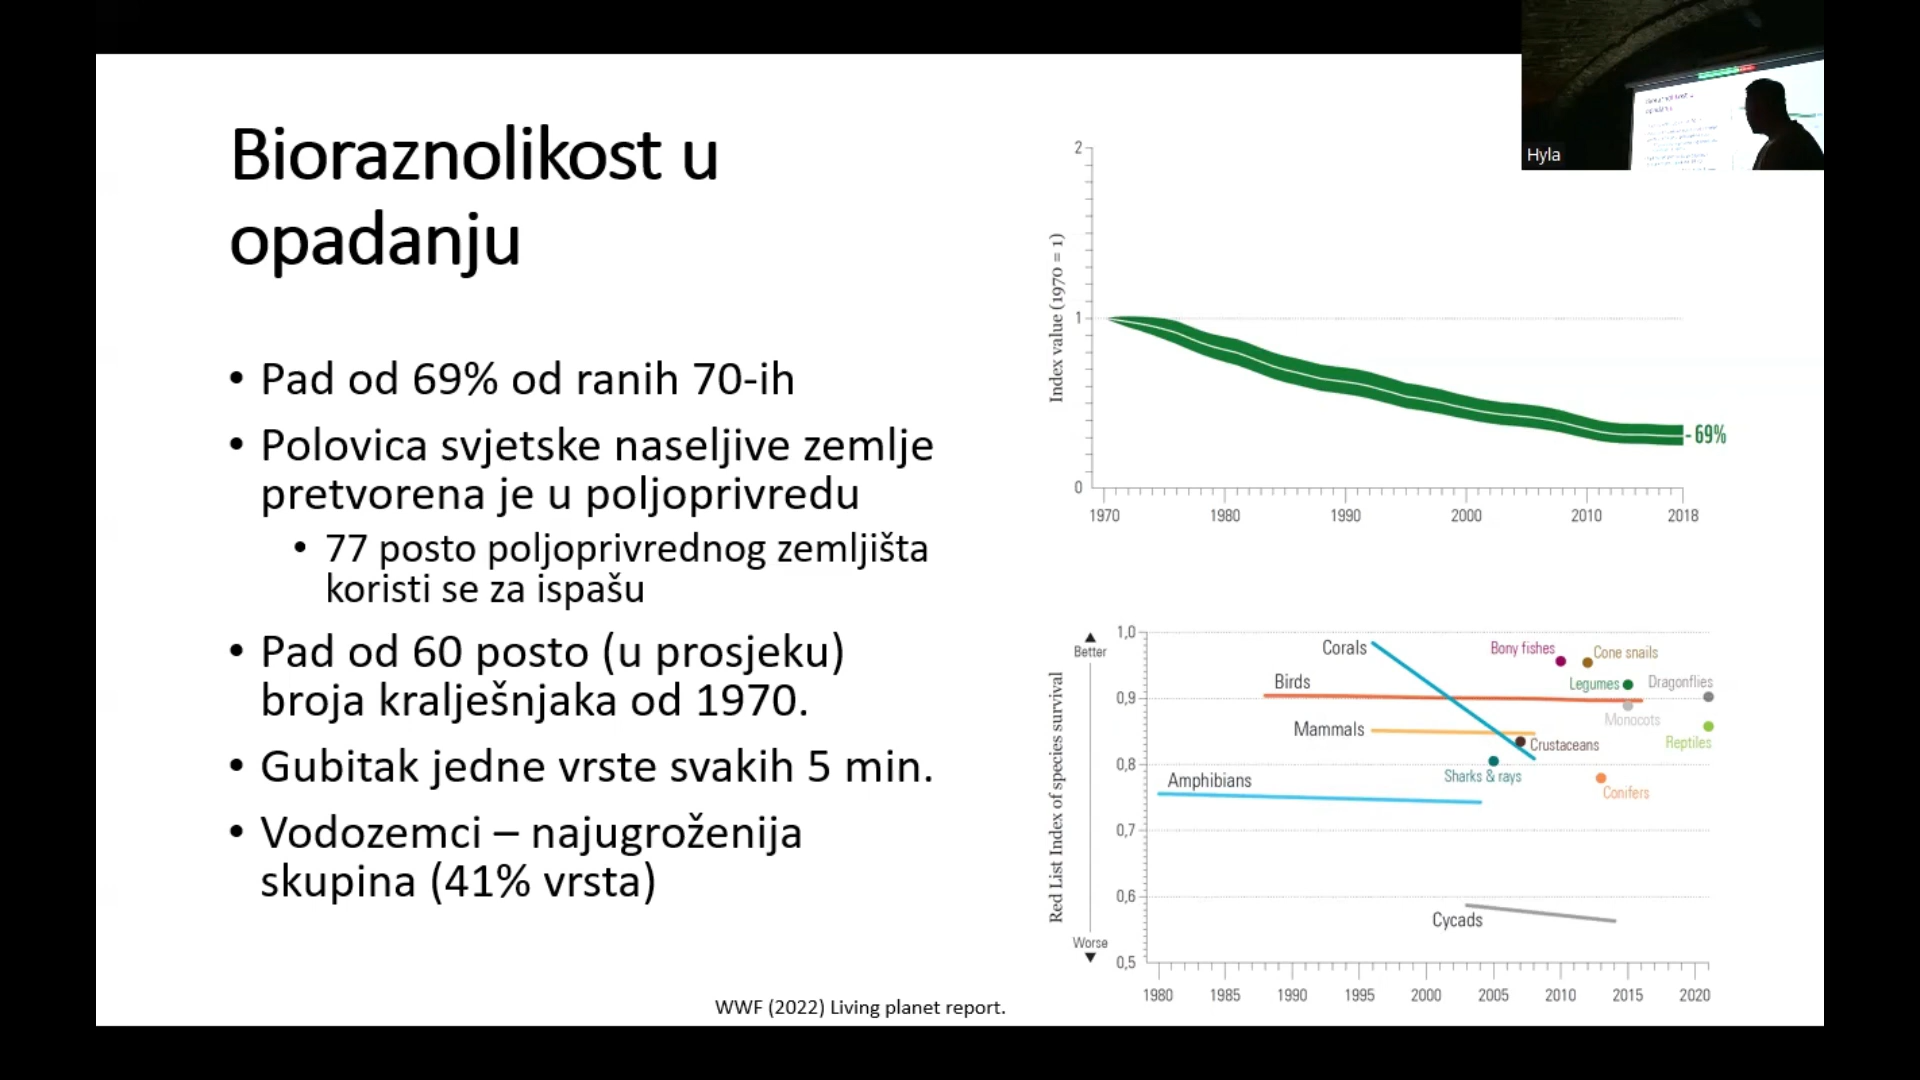 Bioraznolikost u
opadanju
• Pad od 69% od ranih 70-ih
• Polovica svjetske naseljive zemlje
pretvorena je u poljoprivredu
• 77 posto poljoprivrednog zemljišta
koristi se za ispašu
• Pad od 60 posto (u prosjeku)
broja kralješnjaka od 1970.
• Gubitak jedne vrste svakih 5 min.
• Vodozemci – najugroženija
skupina (41% vrsta)
WWF (2022) Living planet report.
Hyla
Index value (1970 = 1)
2
1
0
- 69%
1970 1980 1990 2000 2010 2018
Red List Index of species survival
Better
Worse
1,0
0,9
0,8
0,7
0,6
0,5
Corals
Bony fishes
Cone snails
Birds
Legumes
Dragonflies
Monocots
Mammals
Crustaceans
Reptiles
Sharks & rays
Amphibians
Conifers
Cycads
1980 1985 1990 1995 2000 2005 2010 2015 2020